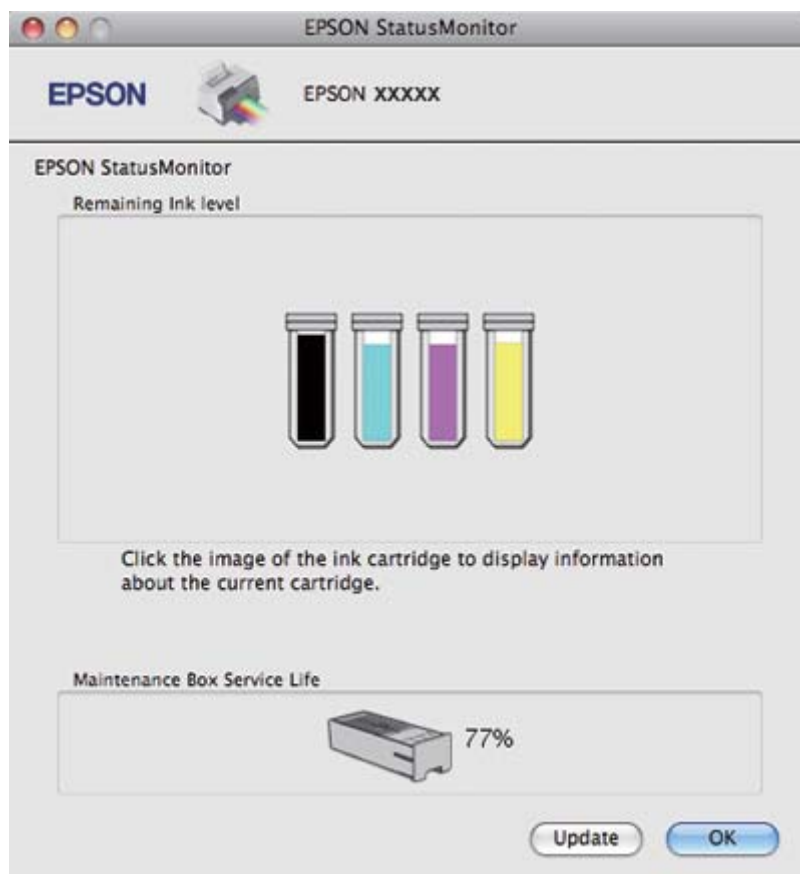 EPSON StatusMonitor
EPSON
EPSON XXXXX
EPSON StatusMonitor
Remaining Ink level
Click the image of the ink cartridge to display information
about the current cartridge.
Maintenance Box Service Life
77%
Update
OK